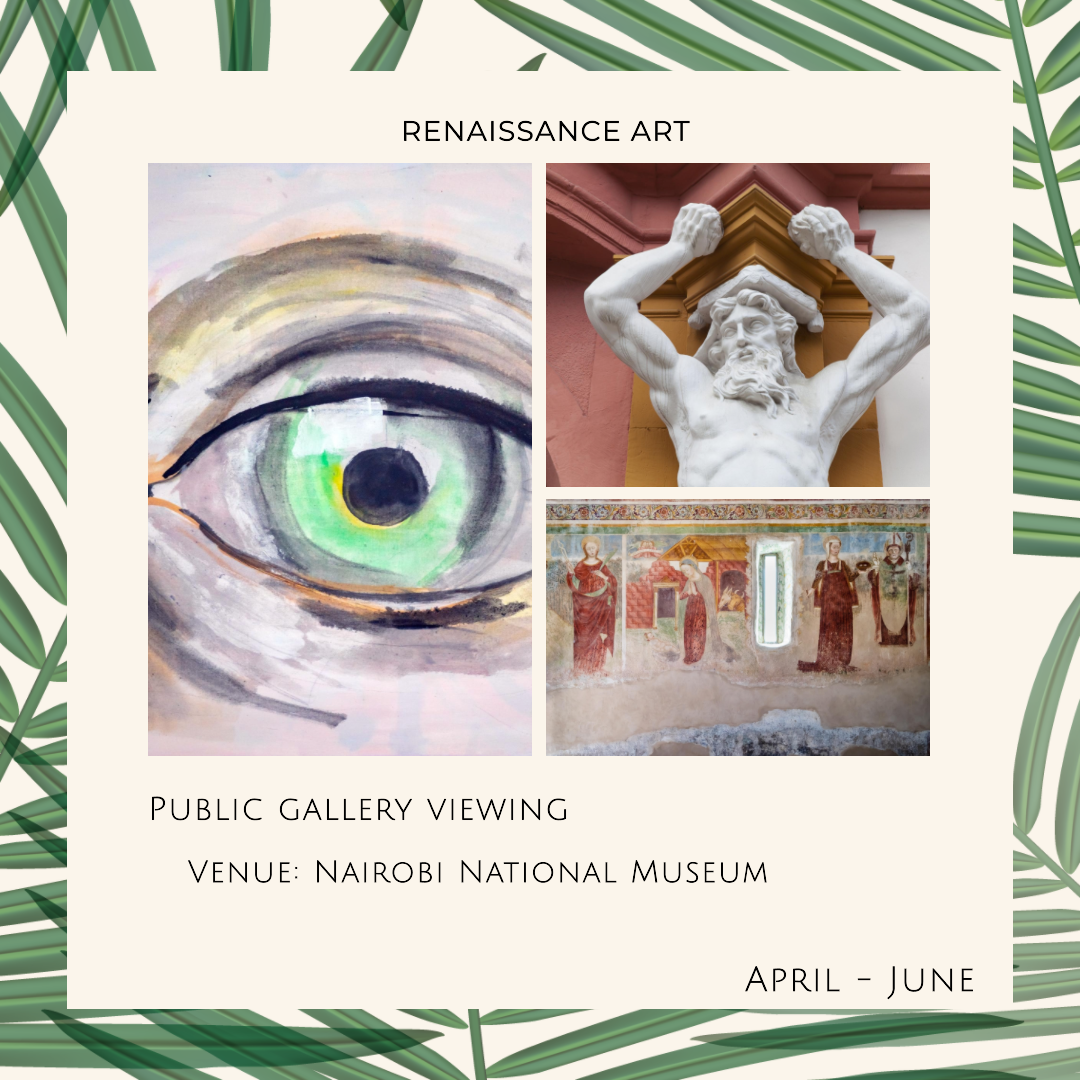 RENAISSANCE ART
Public gallery viewing
Venue: Nairobi National Museum
April - June